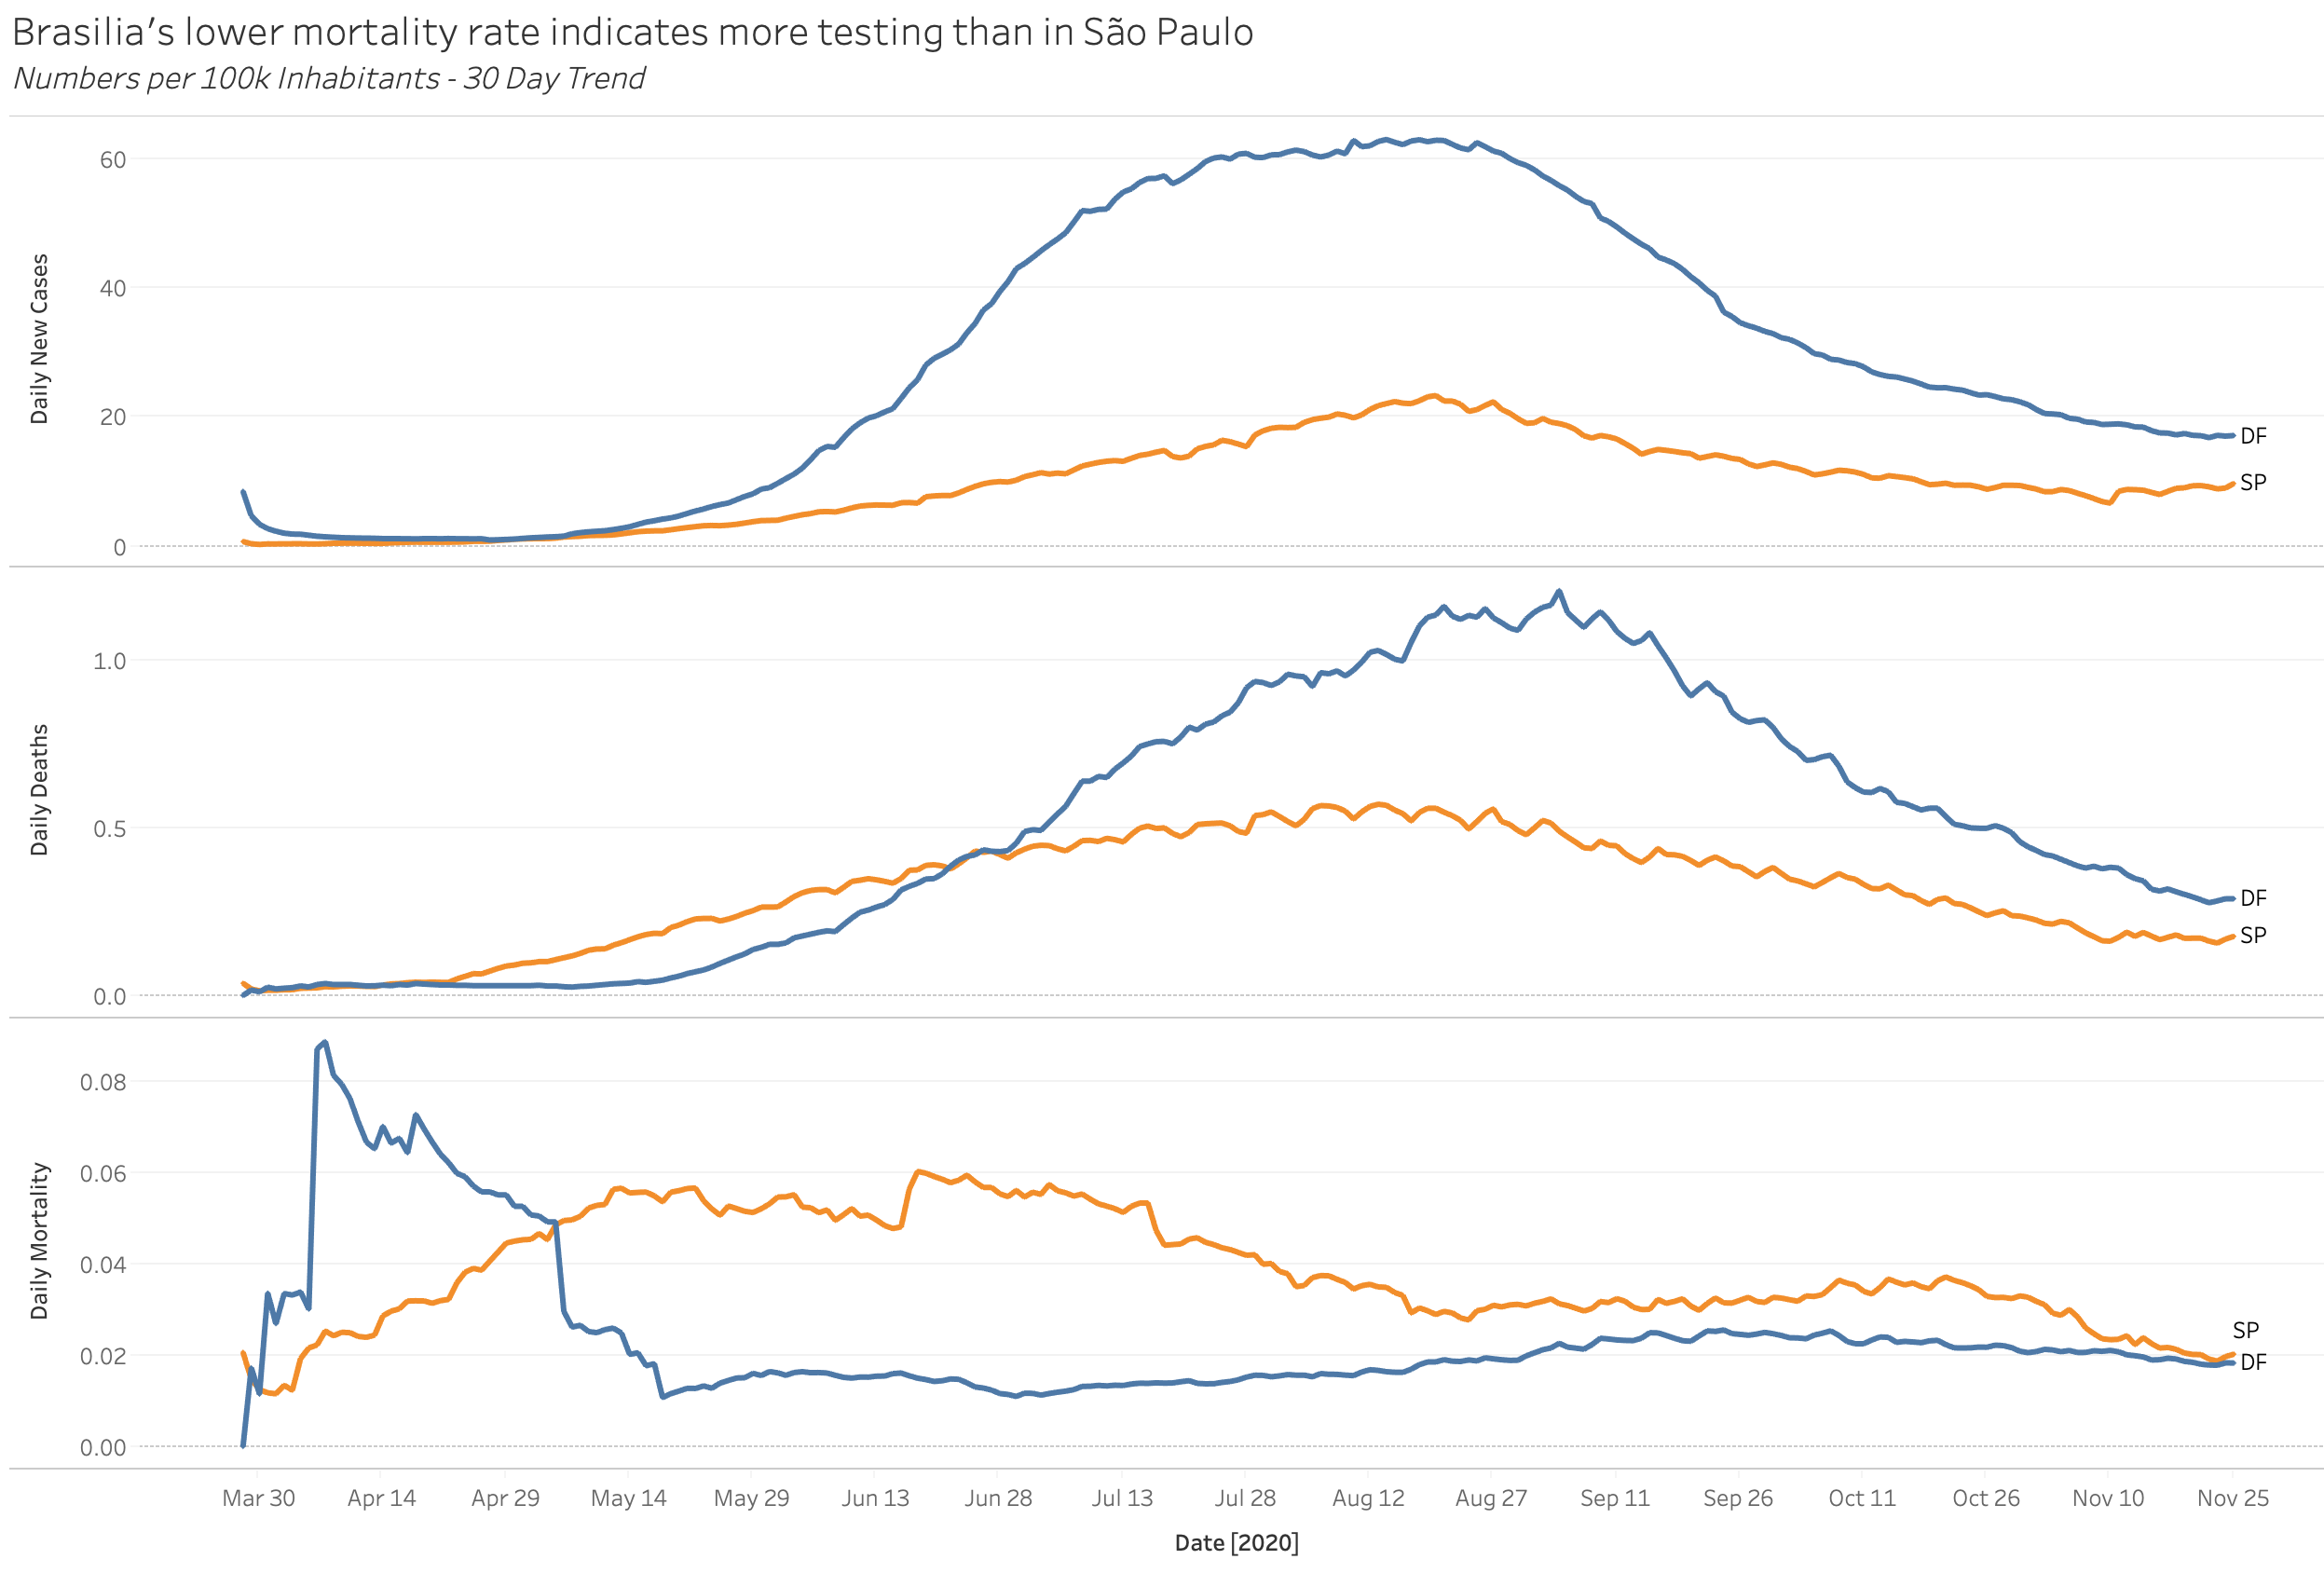 Brasilia’s lower mortality rate indicates more testing than in São Paulo
Numbers per 100k Inhabitants - 30 Day Trend
Daily New Cases
60
40
20
0
DF
SP
Daily Deaths
1.0
0.5
0.0
DF
SP
Daily Mortality
0.08
0.06
0.04
0.02
0.00
SP
DF
Mar 30 Apr 14 Apr 29 May 14 May 29 Jun 13 Jun 28 Jul 13 Jul 28 Aug 12 Aug 27 Sep 11 Sep 26 Oct 11 Oct 26 Nov 10 Nov 25
Date [2020]